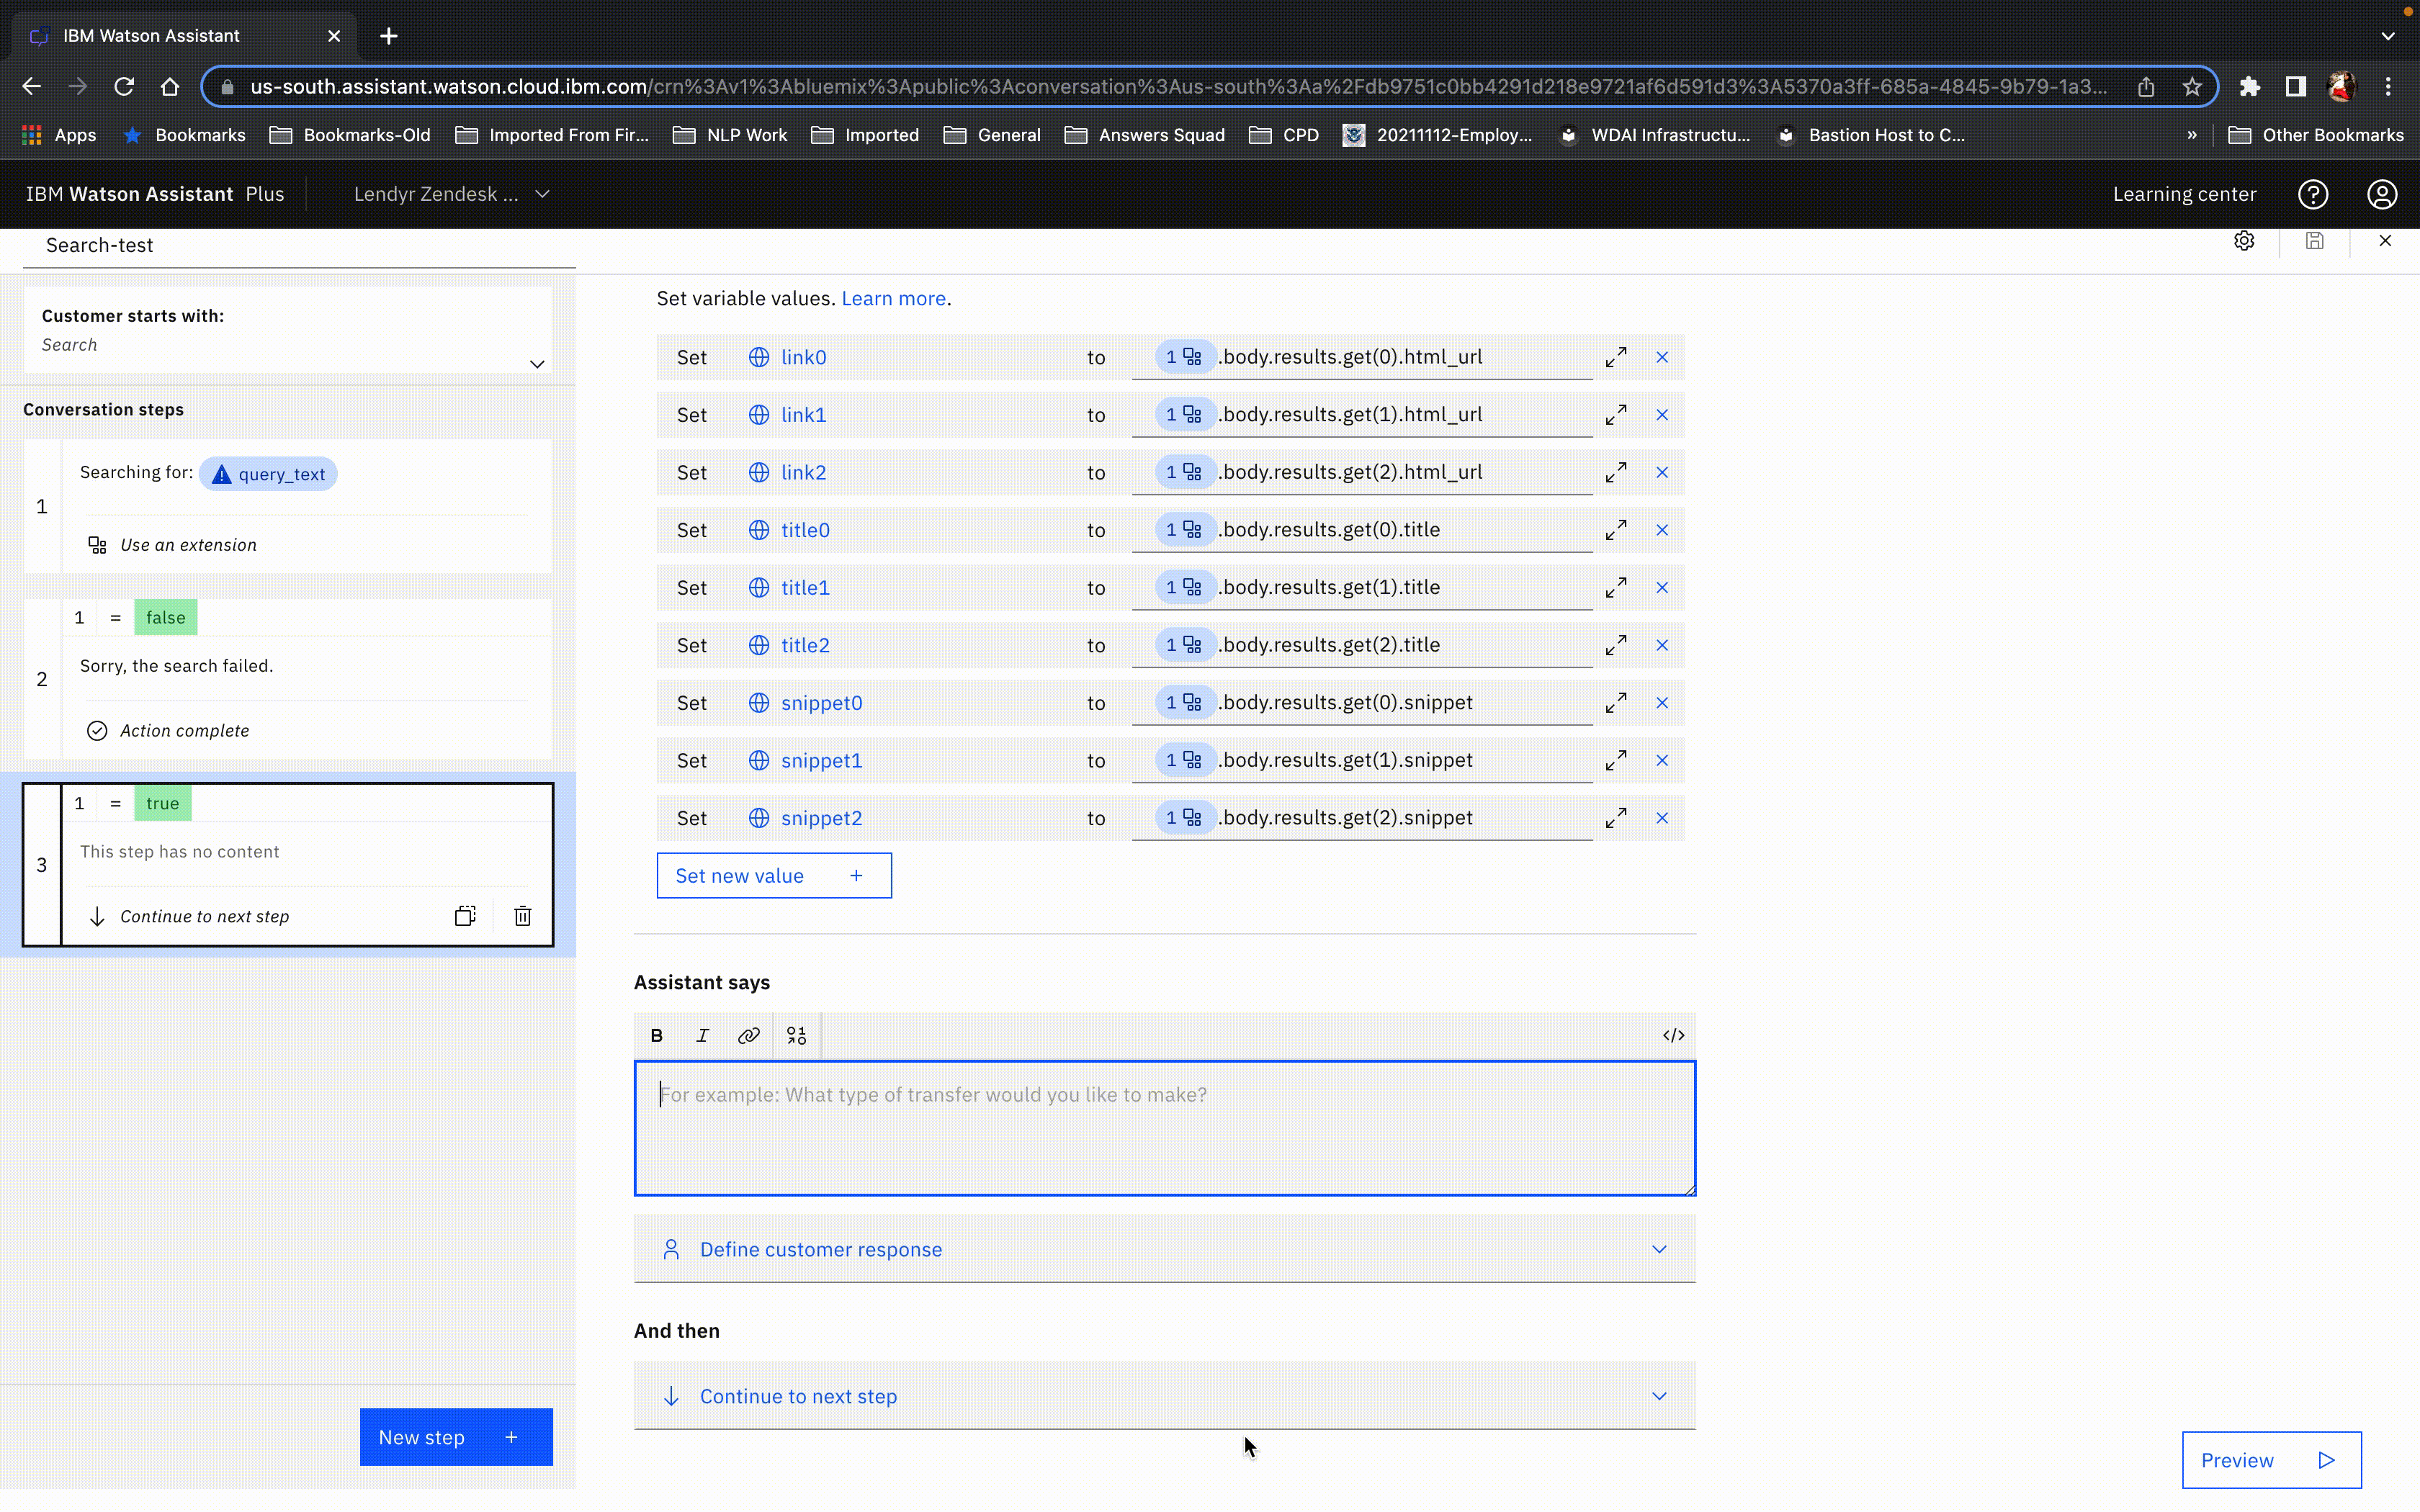 IBM Watson Assistant
us-south.assistant.watson.cloud.ibm.com/crn%3Av1%3Abluemix%3Apublic%3Aconversation%3Aus-south%3Aa%2Fdb9751c0bb4291d218e9721af6d591d3%3A5370a3ff-685a-4845-9b79-1a3...
Apps Bookmarks Bookmarks-Old Imported From Fir... NLP Work Imported General Answers Squad CPD 20211112-Employ... WDAI Infrastructu... Bastion Host to C... » Other Bookmarks
IBM Watson Assistant Plus Lendyr Zendesk ... Learning center
Search-test
Customer starts with:
Search
Conversation steps
1
Searching for: query_text
Use an extension
2
1 = false
Sorry, the search failed.
Action complete
3
1 = true
This step has no content
Continue to next step
New step +
Set variable values. Learn more.
Set link0 to 1 .body.results.get(0).html_url
Set link1 to 1 .body.results.get(1).html_url
Set link2 to 1 .body.results.get(2).html_url
Set title0 to 1 .body.results.get(0).title
Set title1 to 1 .body.results.get(1).title
Set title2 to 1 .body.results.get(2).title
Set snippet0 to 1 .body.results.get(0).snippet
Set snippet1 to 1 .body.results.get(1).snippet
Set snippet2 to 1 .body.results.get(2).snippet
Set new value +
Assistant says
B I </>
For example: What type of transfer would you like to make?
Define customer response
And then
Continue to next step
Preview